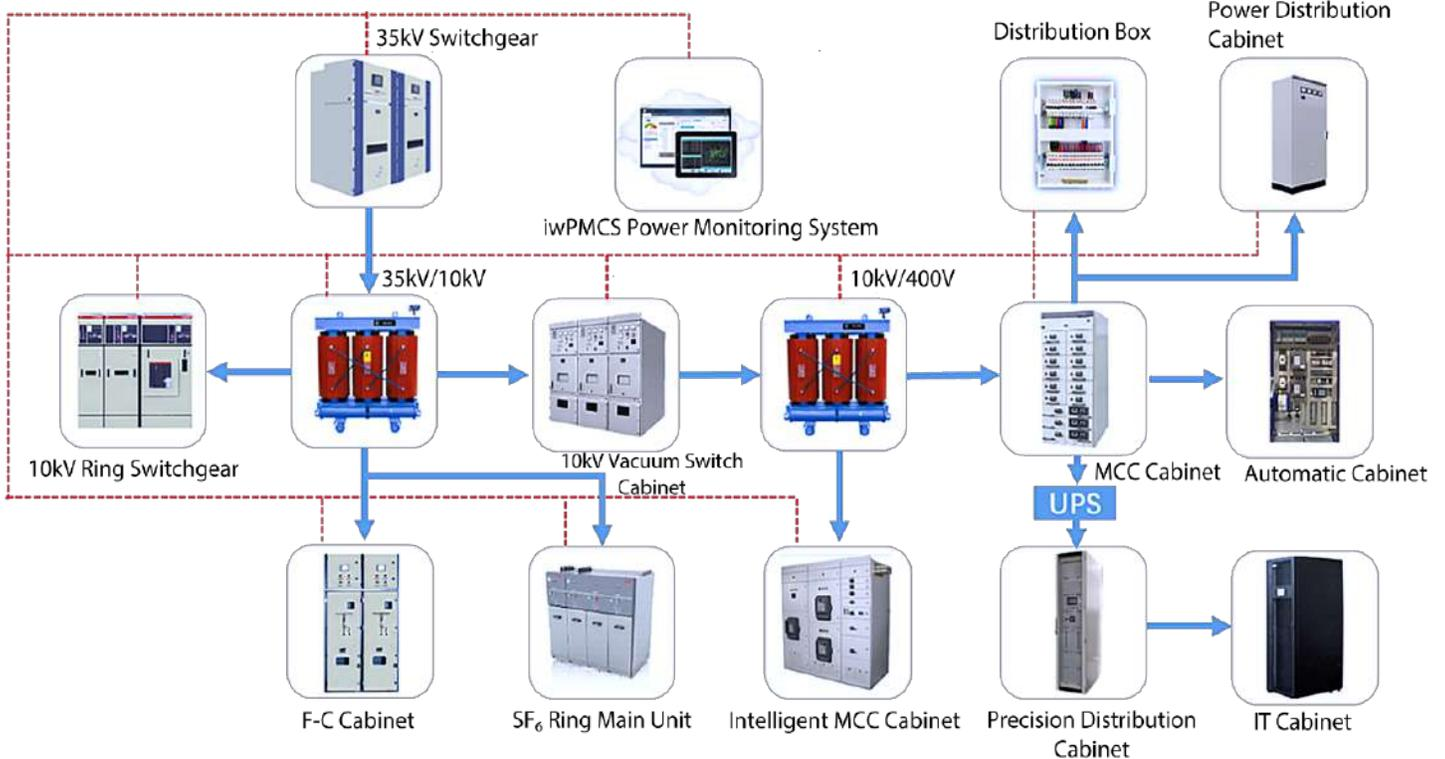 Power Distribution
Cabinet
Distribution Box
35kV Switchgear
iwPMCS Power Monitoring System
35kV/10kV
10kV/400V
10kV Ring Switchgear
10kV Vacuum Switch
Cabinet
MCC Cabinet
Automatic Cabinet
UPS
F-C Cabinet
SF₆ Ring Main Unit
Intelligent MCC Cabinet
Precision Distribution
Cabinet
IT Cabinet